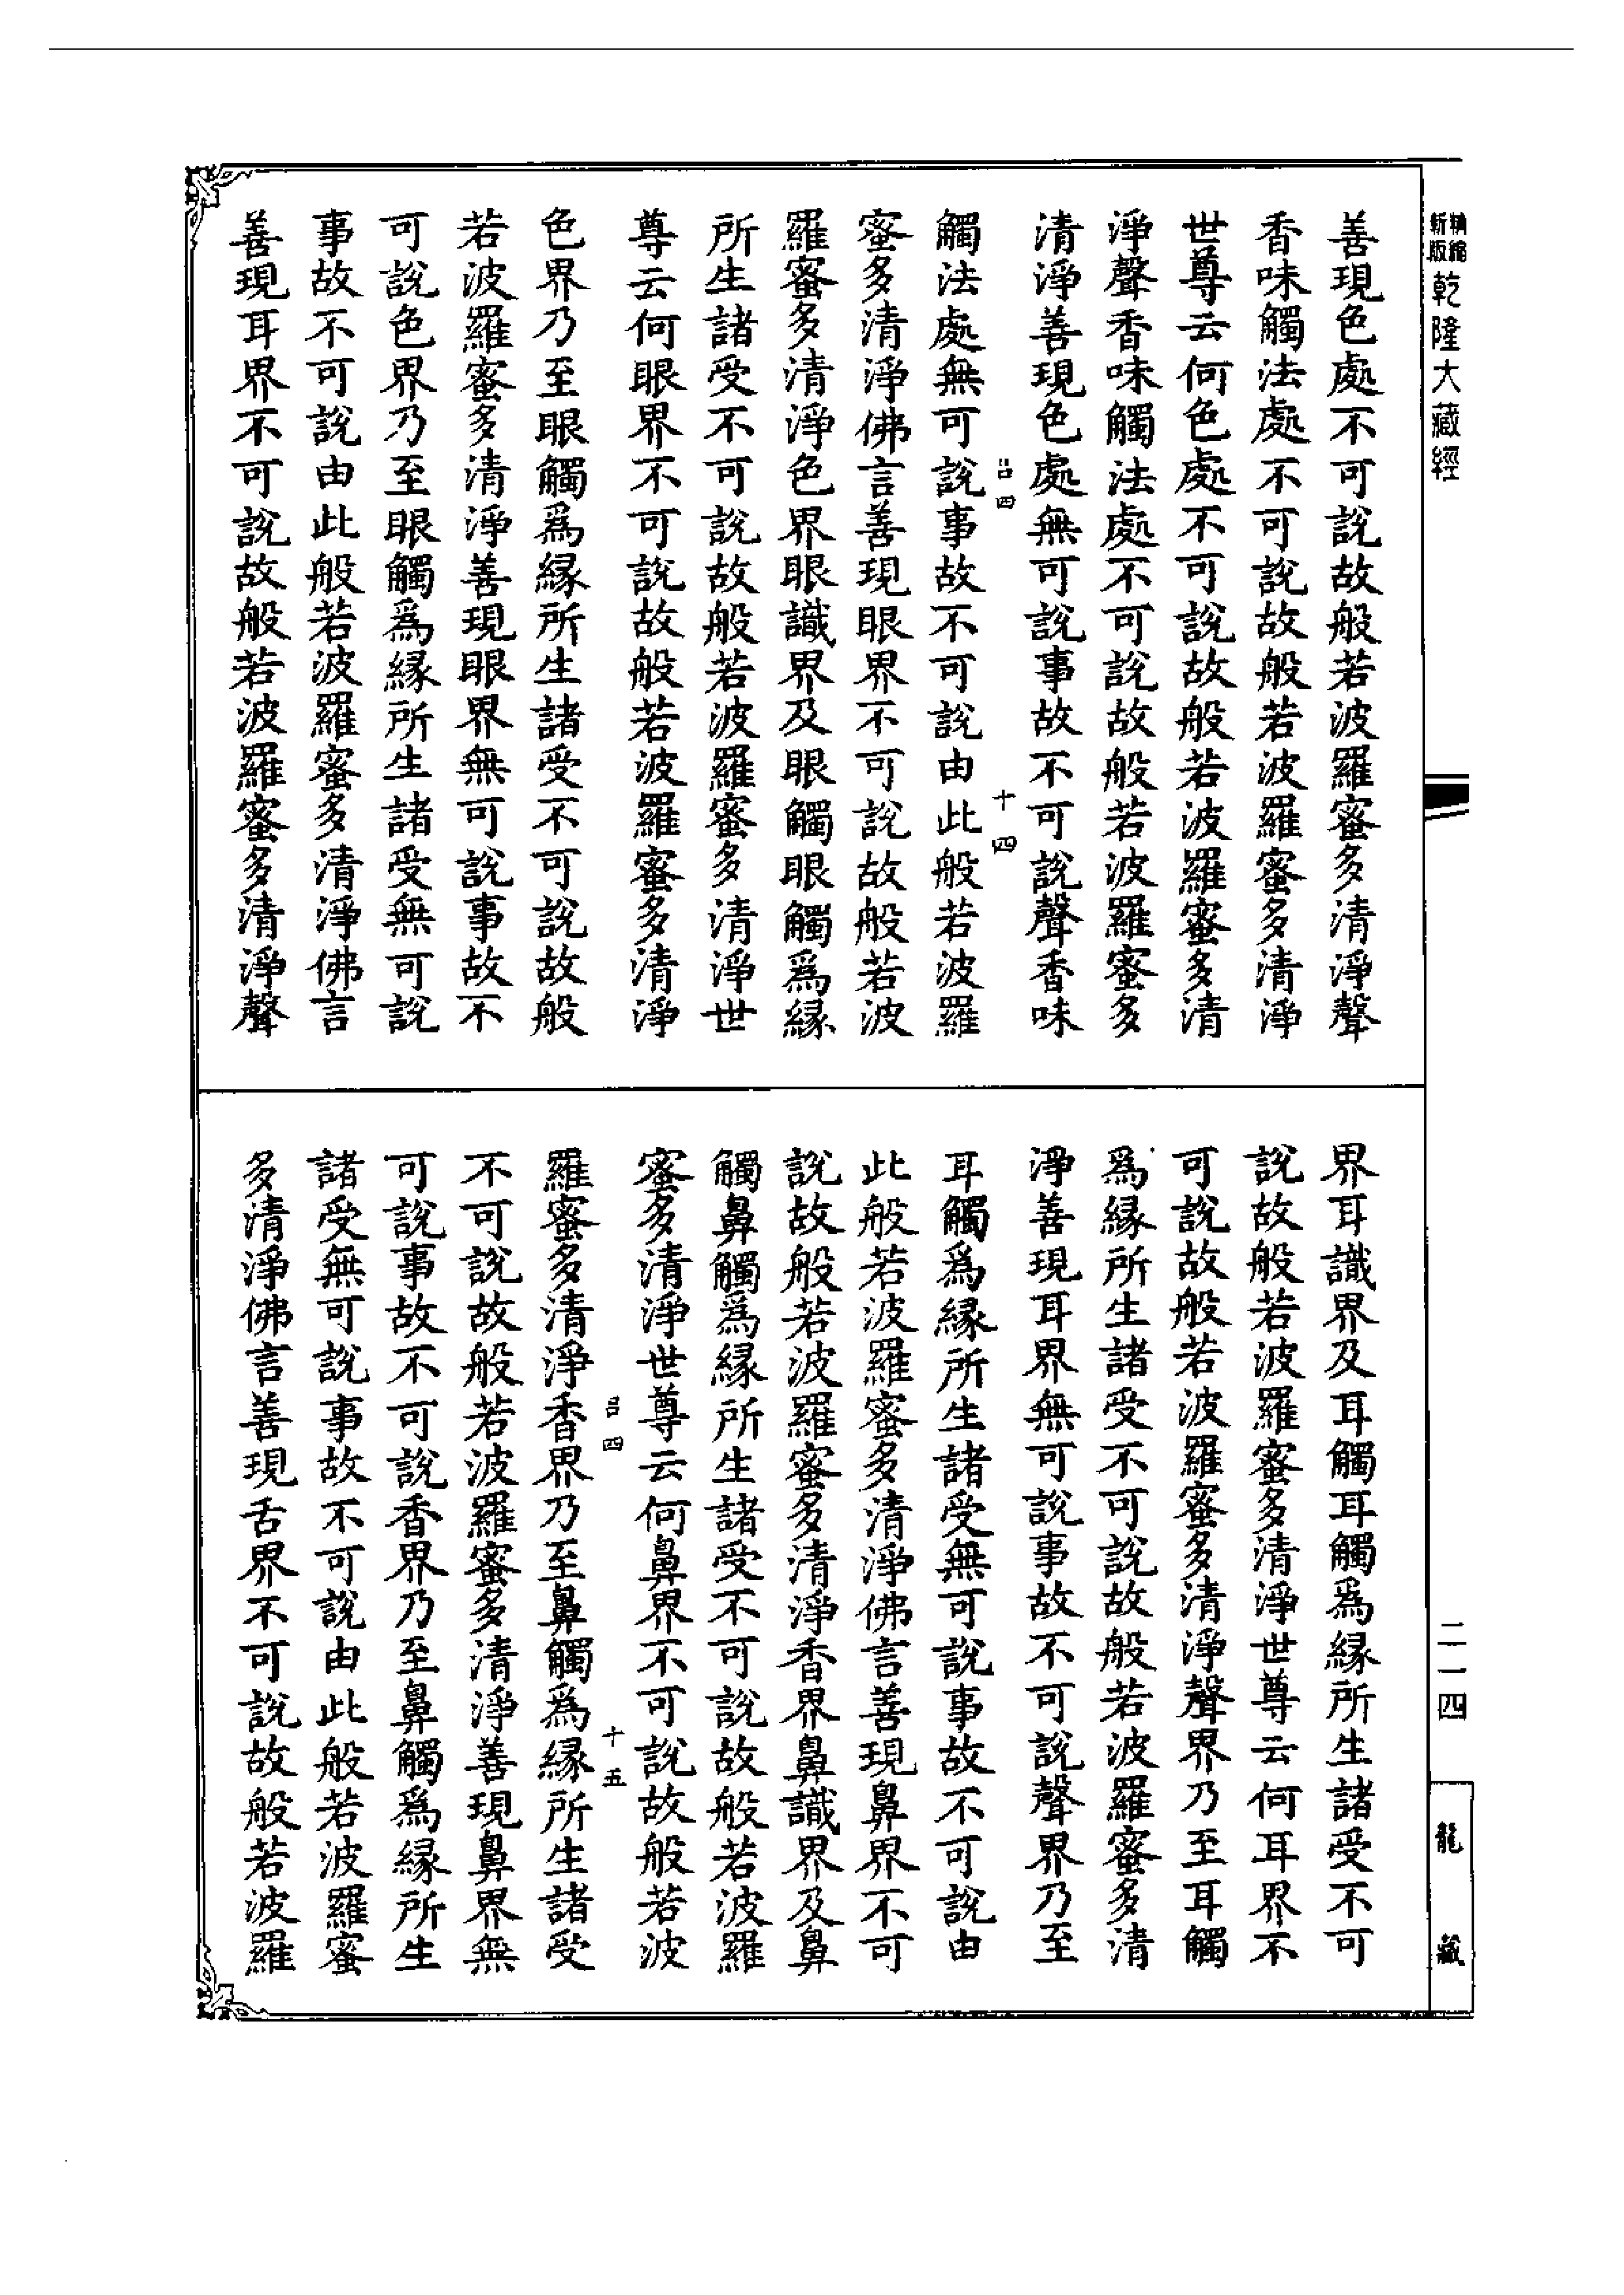 精縮新版乾隆大藏經
善現色處不可說故般若波羅蜜多清淨聲
香味觸法處不可說故般若波羅蜜多清淨
世尊云何色處不可說故般若波羅蜜多清
淨聲香味觸法處不可說故般若波羅蜜多
清淨善現色處無可說事故不可說聲香味
呂四 十四
觸法處無可說事故不可說由此般若波羅
蜜多清淨佛言善現眼界不可說故般若波
羅蜜多清淨色界眼識界及眼觸眼觸爲緣
所生諸受不可說故般若波羅蜜多清淨世
尊云何眼界不可說故般若波羅蜜多清淨
色界乃至眼觸爲緣所生諸受不可說故般
若波羅蜜多清淨善現眼界無可說事故不
可說色界乃至眼觸爲緣所生諸受無可說
事故不可說由此般若波羅蜜多清淨佛言
善現耳界不可說故般若波羅蜜多清淨聲
界耳識界及耳觸耳觸爲緣所生諸受不可
說故般若波羅蜜多清淨世尊云何耳界不
可說故般若波羅蜜多清淨聲界乃至耳觸
爲緣所生諸受不可說故般若波羅蜜多清
淨善現耳界無可說事故不可說聲界乃至
耳觸爲緣所生諸受無可說事故不可說由
此般若波羅蜜多清淨佛言善現鼻界不可
說故般若波羅蜜多清淨香界鼻識界及鼻
觸鼻觸爲緣所生諸受不可說故般若波羅
蜜多清淨世尊云何鼻界不可說故般若波
呂四 十五
羅蜜多清淨香界乃至鼻觸爲緣所生諸受
不可說故般若波羅蜜多清淨善現鼻界無
可說事故不可說香界乃至鼻觸爲緣所生
諸受無可說事故不可說由此般若波羅蜜
多清淨佛言善現舌界不可說故般若波羅
二一四
龍藏